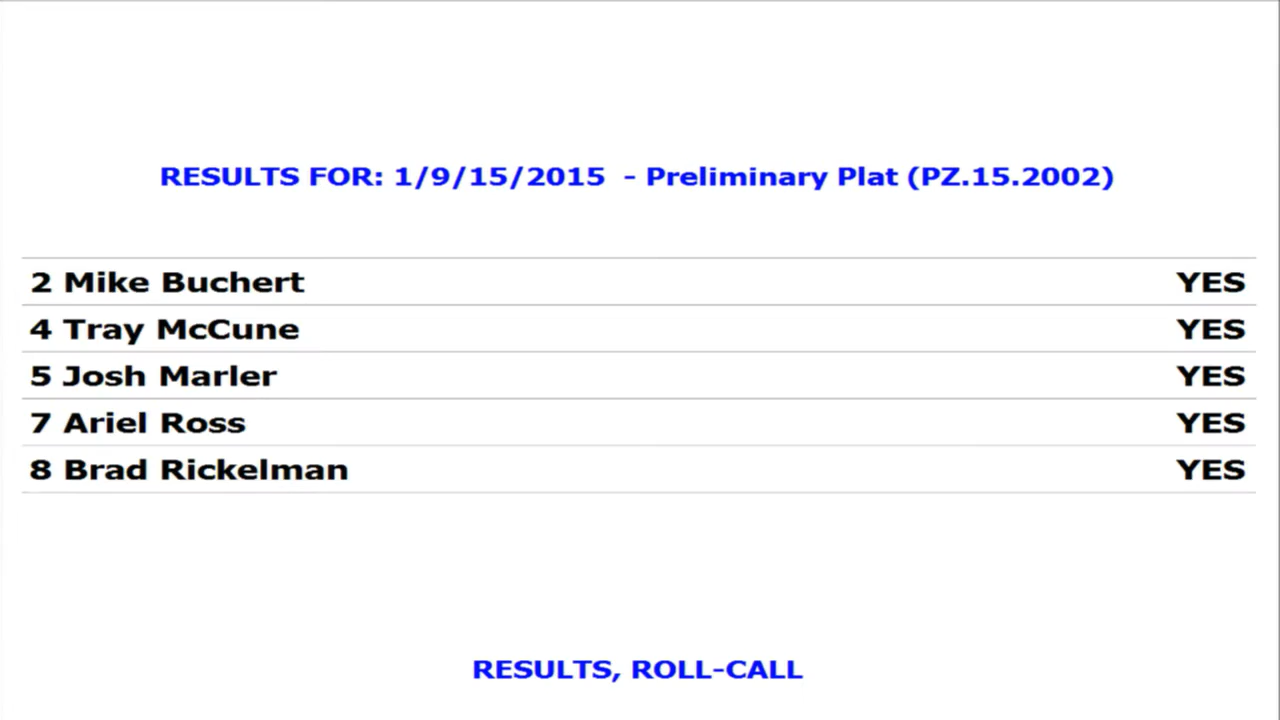 RESULTS FOR: 1/9/15/2015 - Preliminary Plat (PZ.15.2002)
2 Mike Buchert YES
4 Tray McCune YES
5 Josh Marler YES
7 Ariel Ross YES
8 Brad Rickelman YES
RESULTS, ROLL-CALL